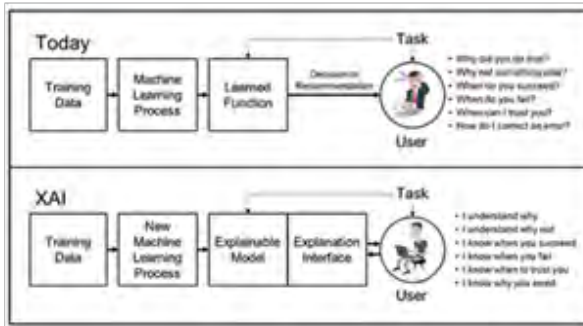 Today
Task
Training
Data
Machine
Learning
Process
Learned
Function
Decision or
Recommendation
User
• Why did you do that?
• Why not something else?
• When do you succeed?
• When do you fail?
• When can I trust you?
• How do I correct an error?
XAI
Task
Training
Data
New
Machine
Learning
Process
Explainable
Model
Explanation
Interface
User
• I understand why
• I understand why not
• I know when you succeed
• I know when you fail
• I know when to trust you
• I know why you erred